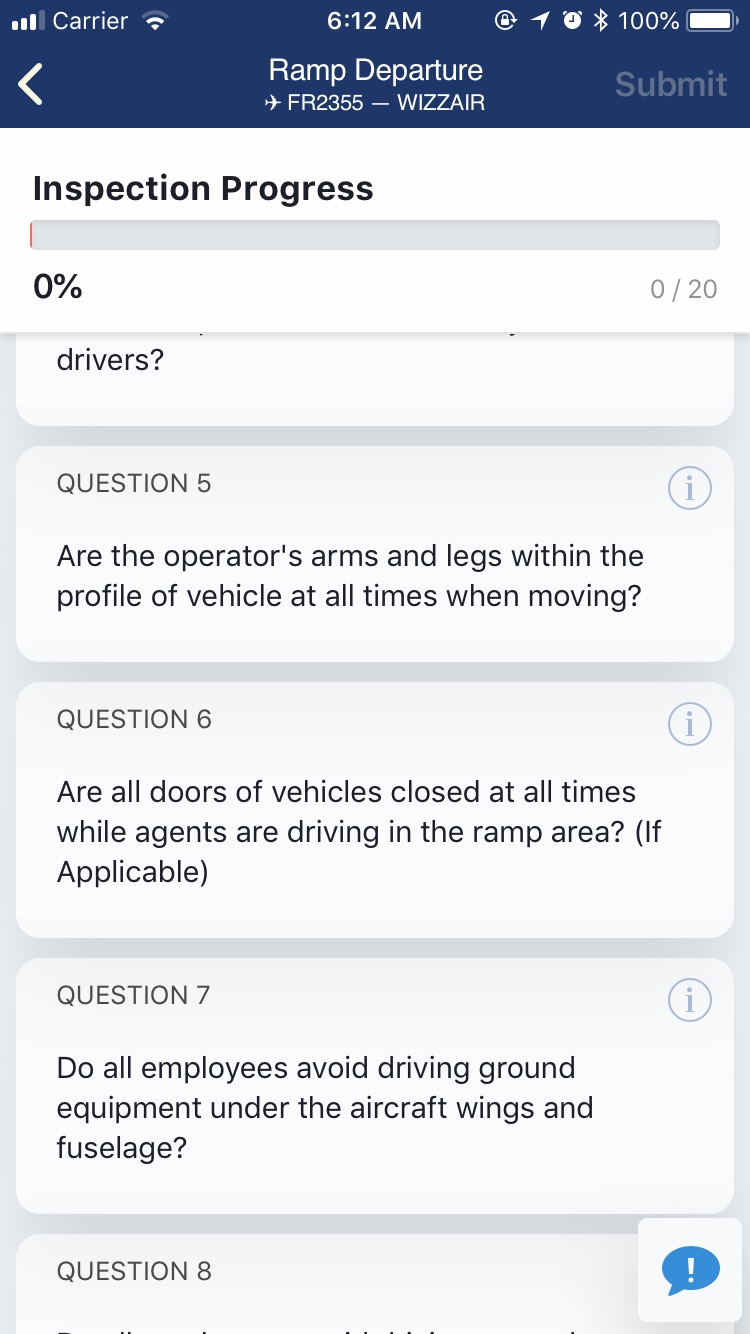 Carrier 6:12 AM 100%
Ramp Departure
Submit
✈ FR2355 — WIZZAIR
Inspection Progress
0% 0 / 20
drivers?
QUESTION 5
Are the operator's arms and legs within the
profile of vehicle at all times when moving?
QUESTION 6
Are all doors of vehicles closed at all times
while agents are driving in the ramp area? (If
Applicable)
QUESTION 7
Do all employees avoid driving ground
equipment under the aircraft wings and
fuselage?
QUESTION 8